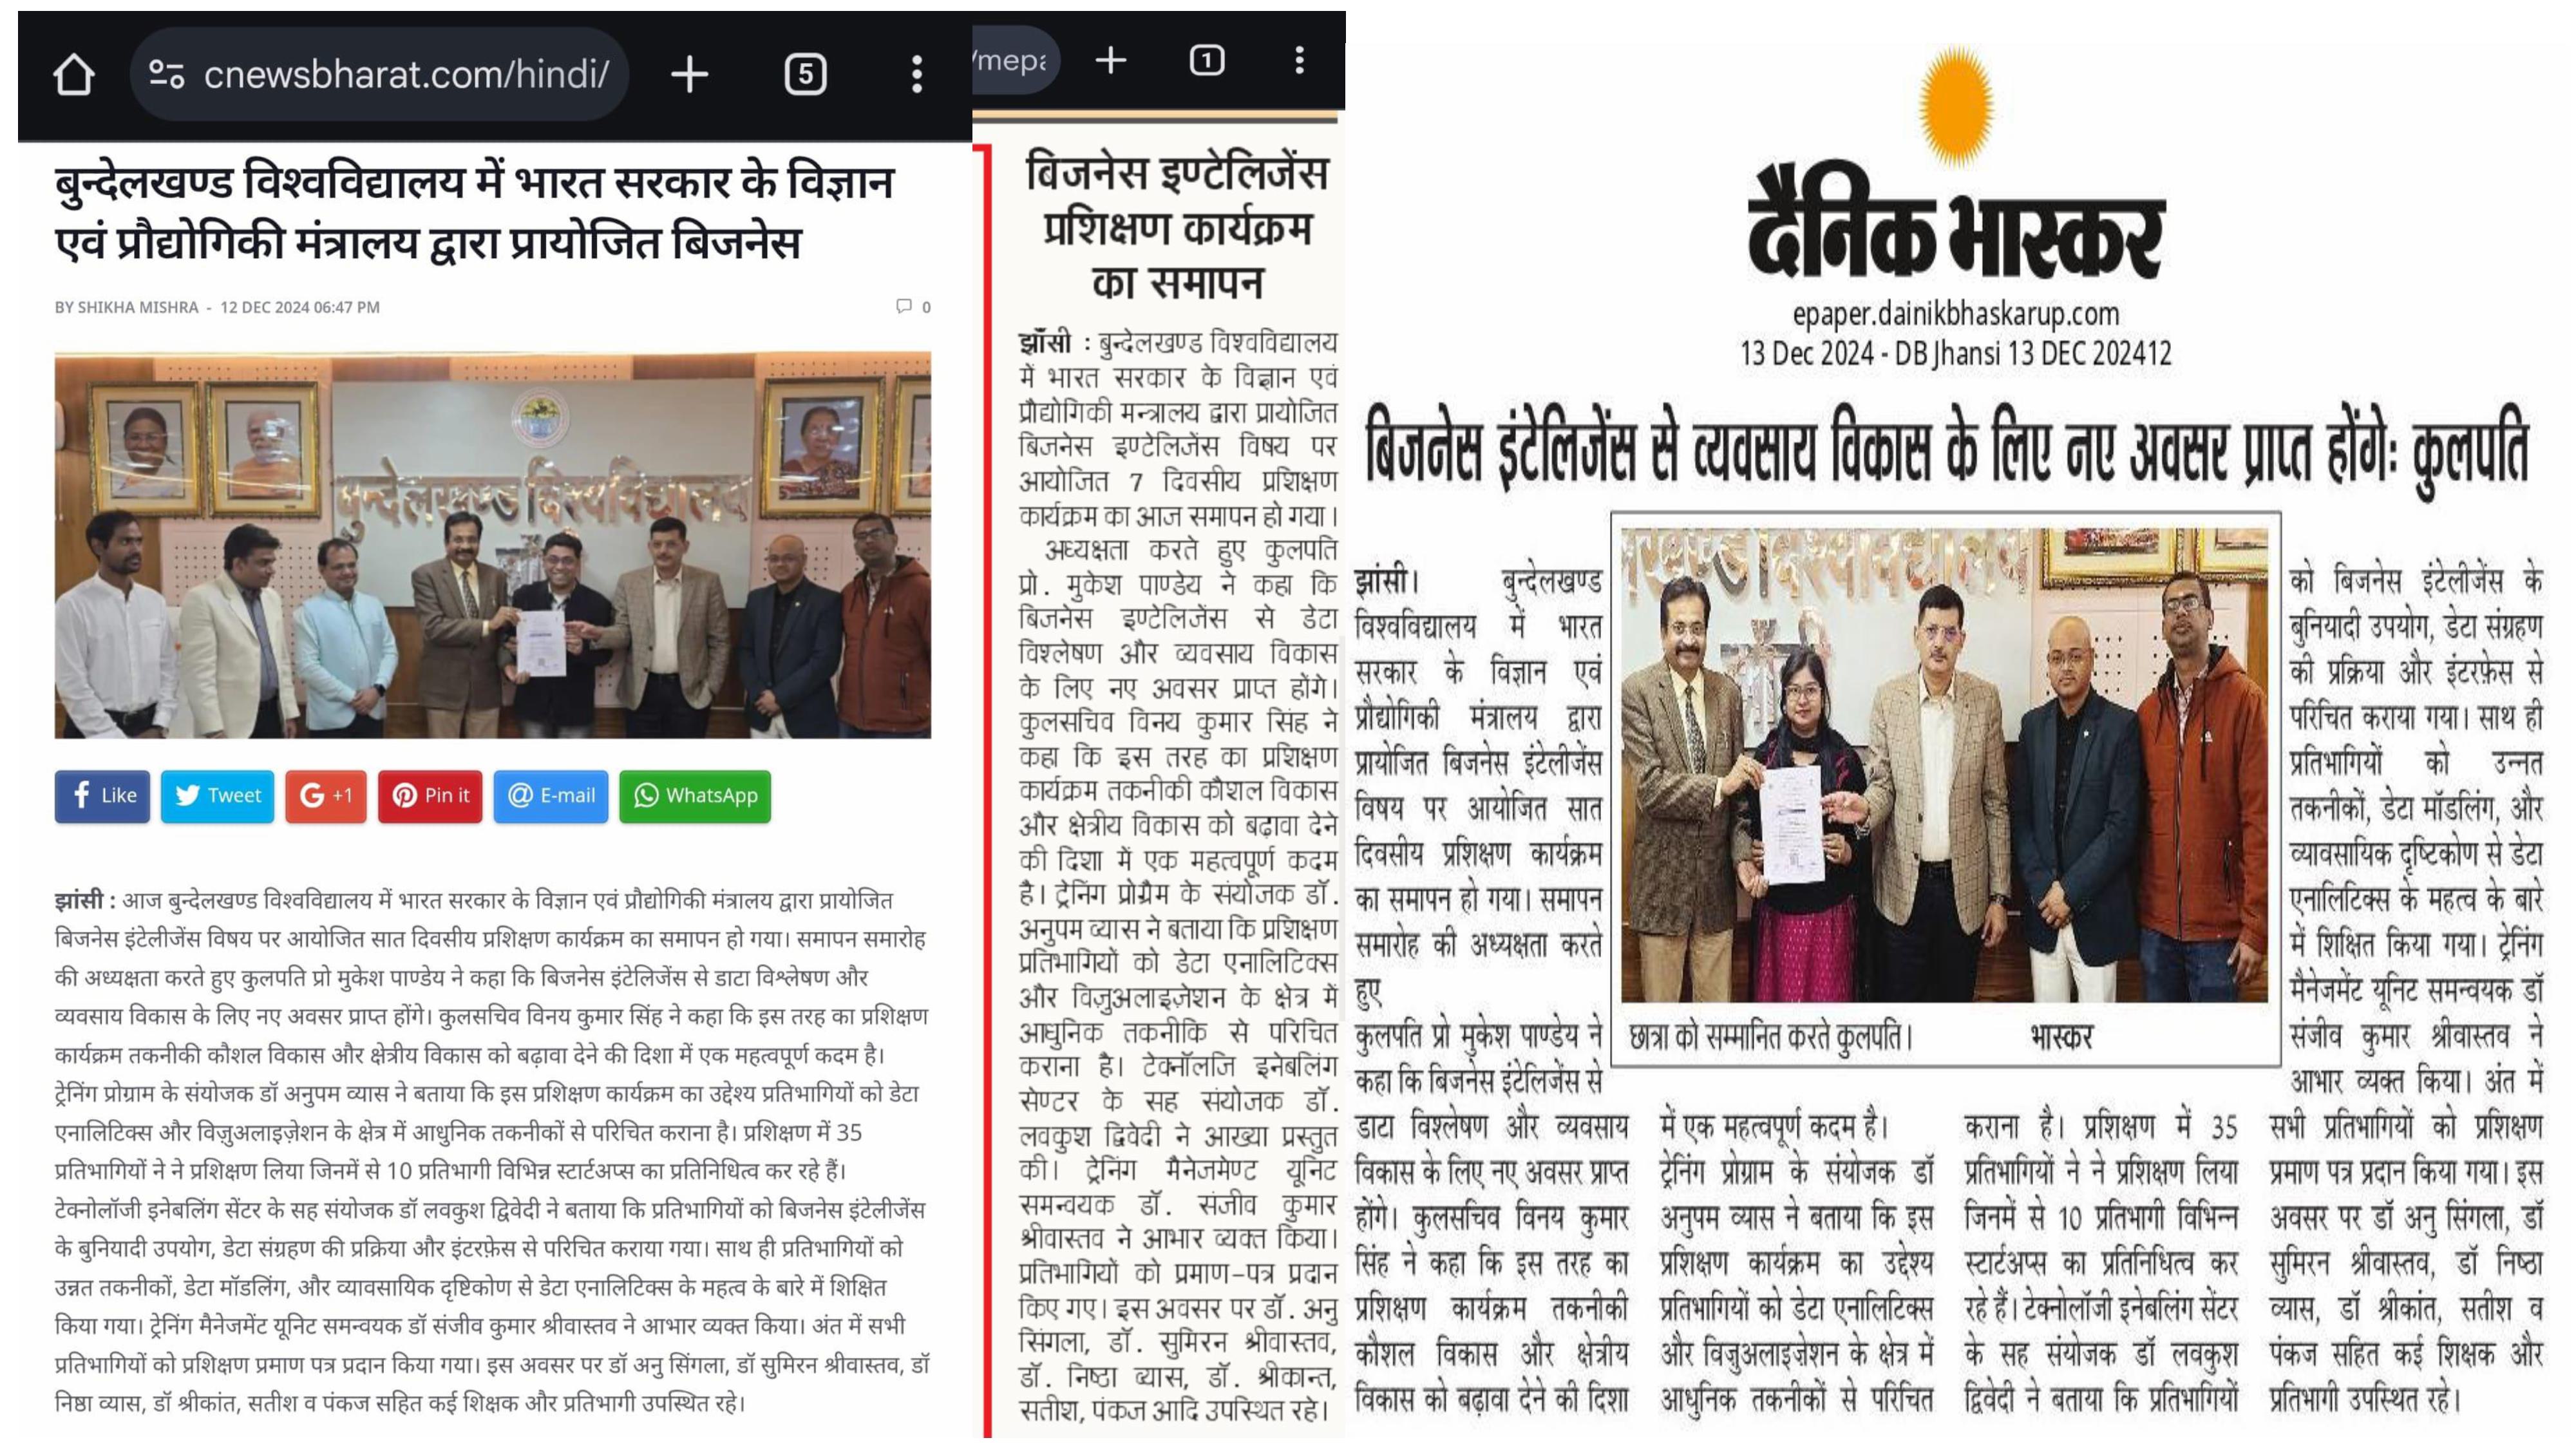 cnewsbharat.com/hindi/
5
बुन्देलखण्ड विश्वविद्यालय में भारत सरकार के विज्ञान
एवं प्रौद्योगिकी मंत्रालय द्वारा प्रायोजित बिजनेस
BY SHIKHA MISHRA - 12 DEC 2024 06:47 PM
0
बुन्देलखण्ड विश्वविद्यालय
Like
Tweet
+1
Pin it
E-mail
WhatsApp
झांसी : आज बुन्देलखण्ड विश्वविद्यालय में भारत सरकार के विज्ञान एवं प्रौद्योगिकी मंत्रालय द्वारा प्रायोजित
बिजनेस इंटेलीजेंस विषय पर आयोजित सात दिवसीय प्रशिक्षण कार्यक्रम का समापन हो गया। समापन समारोह
की अध्यक्षता करते हुए कुलपति प्रो मुकेश पाण्डेय ने कहा कि बिजनेस इंटेलिजेंस से डाटा विश्लेषण और
व्यवसाय विकास के लिए नए अवसर प्राप्त होंगे। कुलसचिव विनय कुमार सिंह ने कहा कि इस तरह का प्रशिक्षण
कार्यक्रम तकनीकी कौशल विकास और क्षेत्रीय विकास को बढ़ावा देने की दिशा में एक महत्वपूर्ण कदम है।
ट्रेनिंग प्रोग्राम के संयोजक डॉ अनुपम व्यास ने बताया कि इस प्रशिक्षण कार्यक्रम का उद्देश्य प्रतिभागियों को डेटा
एनालिटिक्स और विज़ुअलाइज़ेशन के क्षेत्र में आधुनिक तकनीकों से परिचित कराना है। प्रशिक्षण में 35
प्रतिभागियों ने ने प्रशिक्षण लिया जिनमें से 10 प्रतिभागी विभिन्न स्टार्टअप्स का प्रतिनिधित्व कर रहे हैं।
टेक्नोलॉजी इनेबलिंग सेंटर के सह संयोजक डॉ लवकुश द्विवेदी ने बताया कि प्रतिभागियों को बिजनेस इंटेलीजेंस
के बुनियादी उपयोग, डेटा संग्रहण की प्रक्रिया और इंटरफ़ेस से परिचित कराया गया। साथ ही प्रतिभागियों को
उन्नत तकनीकों, डेटा मॉडलिंग, और व्यावसायिक दृष्टिकोण से डेटा एनालिटिक्स के महत्व के बारे में शिक्षित
किया गया। ट्रेनिंग मैनेजमेंट यूनिट समन्वयक डॉ संजीव कुमार श्रीवास्तव ने आभार व्यक्त किया। अंत में सभी
प्रतिभागियों को प्रशिक्षण प्रमाण पत्र प्रदान किया गया। इस अवसर पर डॉ अनु सिंगला, डॉ सुमिरन श्रीवास्तव, डॉ
निष्ठा व्यास, डॉ श्रीकांत, सतीश व पंकज सहित कई शिक्षक और प्रतिभागी उपस्थित रहे।
/mepa
1
बिजनेस इण्टेलिजेंस
प्रशिक्षण कार्यक्रम
का समापन
झाँसी : बुन्देलखण्ड विश्वविद्यालय
में भारत सरकार के विज्ञान एवं
प्रौद्योगिकी मन्त्रालय द्वारा प्रायोजित
बिजनेस इण्टेलिजेंस विषय पर
आयोजित 7 दिवसीय प्रशिक्षण
कार्यक्रम का आज समापन हो गया।
अध्यक्षता करते हुए कुलपति
प्रो. मुकेश पाण्डेय ने कहा कि
बिजनेस इण्टेलिजेंस से डेटा
विश्लेषण और व्यवसाय विकास
के लिए नए अवसर प्राप्त होंगे।
कुलसचिव विनय कुमार सिंह ने
कहा कि इस तरह का प्रशिक्षण
कार्यक्रम तकनीकी कौशल विकास
और क्षेत्रीय विकास को बढ़ावा देने
की दिशा में एक महत्वपूर्ण कदम
है। ट्रेनिंग प्रोग्रैम के संयोजक डॉ.
अनुपम व्यास ने बताया कि प्रशिक्षण
प्रतिभागियों को डेटा एनालिटिक्स
और विज़ुअलाइज़ेशन के क्षेत्र में
आधुनिक तकनीकि से परिचित
कराना है। टेक्नॉलजि इनेबलिंग
सेण्टर के सह संयोजक डॉ.
लवकुश द्विवेदी ने आख्या प्रस्तुत
की। ट्रेनिंग मैनेजमेण्ट यूनिट
समन्वयक डॉ. संजीव कुमार
श्रीवास्तव ने आभार व्यक्त किया।
प्रतिभागियों को प्रमाण-पत्र प्रदान
किए गए। इस अवसर पर डॉ. अनु
सिंगला, डॉ. सुमिरन श्रीवास्तव,
डॉ. निष्ठा व्यास, डॉ. श्रीकान्त,
सतीश, पंकज आदि उपस्थित रहे।
दैनिक भास्कर
epaper.dainikbhaskarup.com
13 Dec 2024 - DB Jhansi 13 DEC 202412
बिजनेस इंटेलिजेंस से व्यवसाय विकास के लिए नए अवसर प्राप्त होंगेः कुलपति
झांसी। बुन्देलखण्ड
विश्वविद्यालय में भारत
सरकार के विज्ञान एवं
प्रौद्योगिकी मंत्रालय द्वारा
प्रायोजित बिजनेस इंटेलीजेंस
विषय पर आयोजित सात
दिवसीय प्रशिक्षण कार्यक्रम
का समापन हो गया। समापन
समारोह की अध्यक्षता करते
हुए
कुलपति प्रो मुकेश पाण्डेय ने
कहा कि बिजनेस इंटेलिजेंस से
डाटा विश्लेषण और व्यवसाय
विकास के लिए नए अवसर प्राप्त
होंगे। कुलसचिव विनय कुमार
सिंह ने कहा कि इस तरह का
प्रशिक्षण कार्यक्रम तकनीकी
कौशल विकास और क्षेत्रीय
विकास को बढ़ावा देने की दिशा
छात्रा को सम्मानित करते कुलपति। भास्कर
में एक महत्वपूर्ण कदम है।
ट्रेनिंग प्रोग्राम के संयोजक डॉ
अनुपम व्यास ने बताया कि इस
प्रशिक्षण कार्यक्रम का उद्देश्य
प्रतिभागियों को डेटा एनालिटिक्स
और विज़ुअलाइज़ेशन के क्षेत्र में
आधुनिक तकनीकों से परिचित
कराना है। प्रशिक्षण में 35
प्रतिभागियों ने ने प्रशिक्षण लिया
जिनमें से 10 प्रतिभागी विभिन्न
स्टार्टअप्स का प्रतिनिधित्व कर
रहे हैं। टेक्नोलॉजी इनेबलिंग सेंटर
के सह संयोजक डॉ लवकुश
द्विवेदी ने बताया कि प्रतिभागियों
को बिजनेस इंटेलीजेंस के
बुनियादी उपयोग, डेटा संग्रहण
की प्रक्रिया और इंटरफ़ेस से
परिचित कराया गया। साथ ही
प्रतिभागियों को उन्नत
तकनीकों, डेटा मॉडलिंग, और
व्यावसायिक दृष्टिकोण से डेटा
एनालिटिक्स के महत्व के बारे
में शिक्षित किया गया। ट्रेनिंग
मैनेजमेंट यूनिट समन्वयक डॉ
संजीव कुमार श्रीवास्तव ने
आभार व्यक्त किया। अंत में
सभी प्रतिभागियों को प्रशिक्षण
प्रमाण पत्र प्रदान किया गया। इस
अवसर पर डॉ अनु सिंगला, डॉ
सुमिरन श्रीवास्तव, डॉ निष्ठा
व्यास, डॉ श्रीकांत, सतीश व
पंकज सहित कई शिक्षक और
प्रतिभागी उपस्थित रहे।